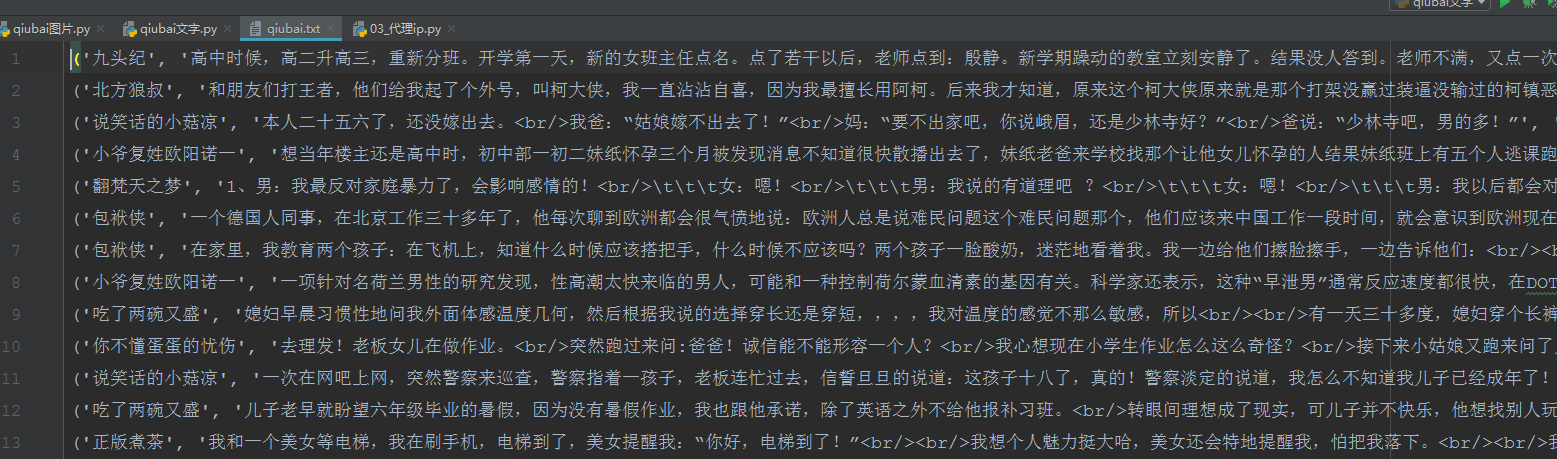 qiubai文字
qiubai图片.py qiubai文字.py qiubai.txt 03_代理ip.py
1 ('九头纪', '高中时候，高二升高三，重新分班。开学第一天，新的女班主任点名。点了若干以后，老师点到：殷静。新学期躁动的教室立刻安静了。结果没人答到。老师不满，又点一次
2 ('北方狼叔', '和朋友们打王者，他们给我起了个外号，叫柯大侠，我一直沾沾自喜，因为我最擅长用阿柯。后来我才知道，原来这个柯大侠原来就是那个打架没赢过装逼没输过的柯镇恶
3 ('说笑话的小菇凉', '本人二十五六了，还没嫁出去。<br/>我爸：“姑娘嫁不出去了！”<br/>妈：“要不出家吧，你说峨眉，还是少林寺好？”<br/>爸说：“少林寺吧，男的多！”', '
4 ('小爷复姓欧阳诺一', '想当年楼主还是高中时，初中部一初二妹纸怀孕三个月被发现消息不知道很快散播出去了，妹纸老爸来学校找那个让他女儿怀孕的人结果妹纸班上有五个人逃课跑
5 ('翻梵天之梦', '1、男：我最反对家庭暴力了，会影响感情的！<br/>\t\t\t女：嗯！<br/>\t\t\t男：我说的有道理吧 ？<br/>\t\t\t女：嗯！<br/>\t\t\t男：我以后都会对
6 ('包袱侠', '一个德国人同事，在北京工作三十多年了，他每次聊到欧洲都会很气愤地说：欧洲人总是说难民问题这个难民问题那个，他们应该来中国工作一段时间，就会意识到欧洲现在
7 ('包袱侠', '在家里，我教育两个孩子：在飞机上，知道什么时候应该搭把手，什么时候不应该吗？两个孩子一脸酸奶，迷茫地看着我。我一边给他们擦脸擦手，一边告诉他们：<br/><b
8 ('小爷复姓欧阳诺一', '一项针对名荷兰男性的研究发现，性高潮太快来临的男人，可能和一种控制荷尔蒙血清素的基因有关。科学家还表示，这种“早泄男”通常反应速度都很快，在DOT
9 ('吃了两碗又盛', '媳妇早晨习惯性地问我外面体感温度几何，然后根据我说的选择穿长还是穿短，，，，我对温度的感觉不那么敏感，所以<br/><br/>有一天三十多度，媳妇穿个长裤
10 ('你不懂蛋蛋的忧伤', '去理发！老板女儿在做作业。<br/>突然跑过来问:爸爸！诚信能不能形容一个人？<br/>我心想现在小学生作业怎么这么奇怪？<br/>接下来小姑娘又跑来问了
11 ('说笑话的小菇凉', '一次在网吧上网，突然警察来巡查，警察指着一孩子，老板连忙过去，信誓旦旦的说道：这孩子十八了，真的！警察淡定的说道，我怎么不知道我儿子已经成年了！
12 ('吃了两碗又盛', '儿子老早就盼望六年级毕业的暑假，因为没有暑假作业，我也跟他承诺，除了英语之外不给他报补习班。<br/>转眼间理想成了现实，可儿子并不快乐，他想找别人玩
13 ('正版煮茶', '我和一个美女等电梯，我在刷手机，电梯到了，美女提醒我：“你好，电梯到了！”<br/><br/>我想个人魅力挺大哈，美女还会特地提醒我，怕把我落下。<br/><br/>我